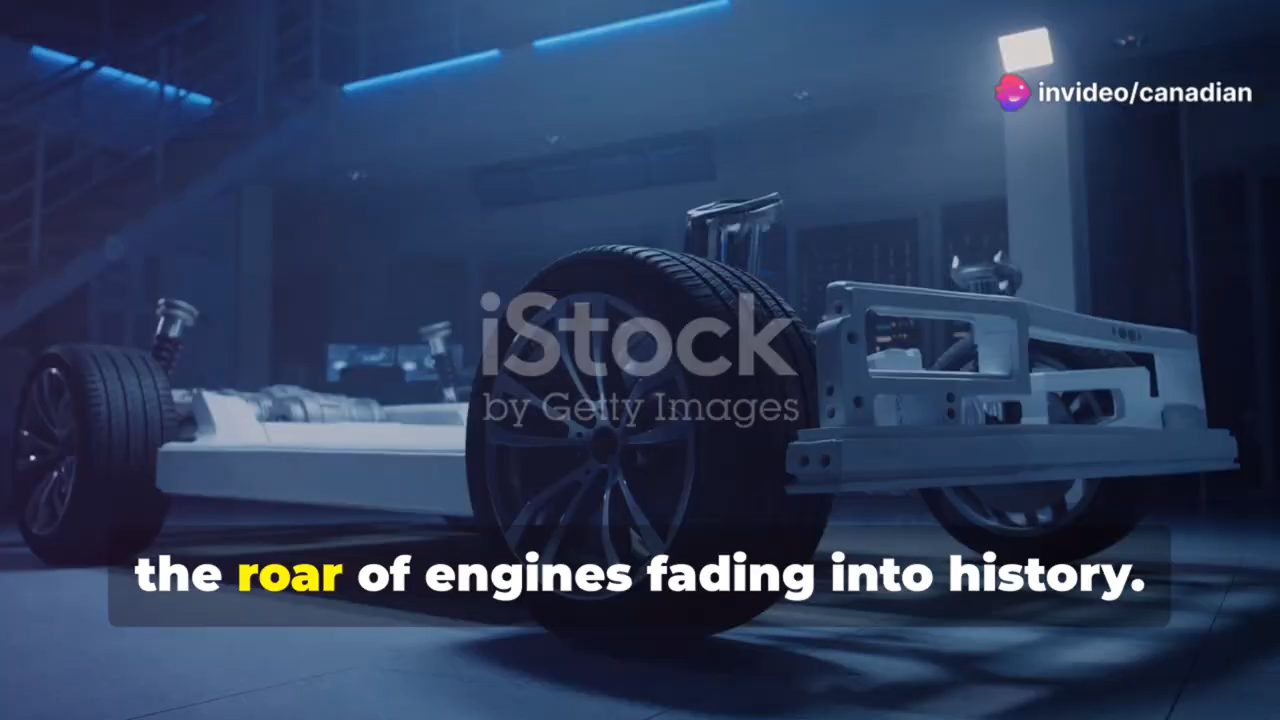 invideo/canadian
iStock
by Getty Images
the roar of engines fading into history.